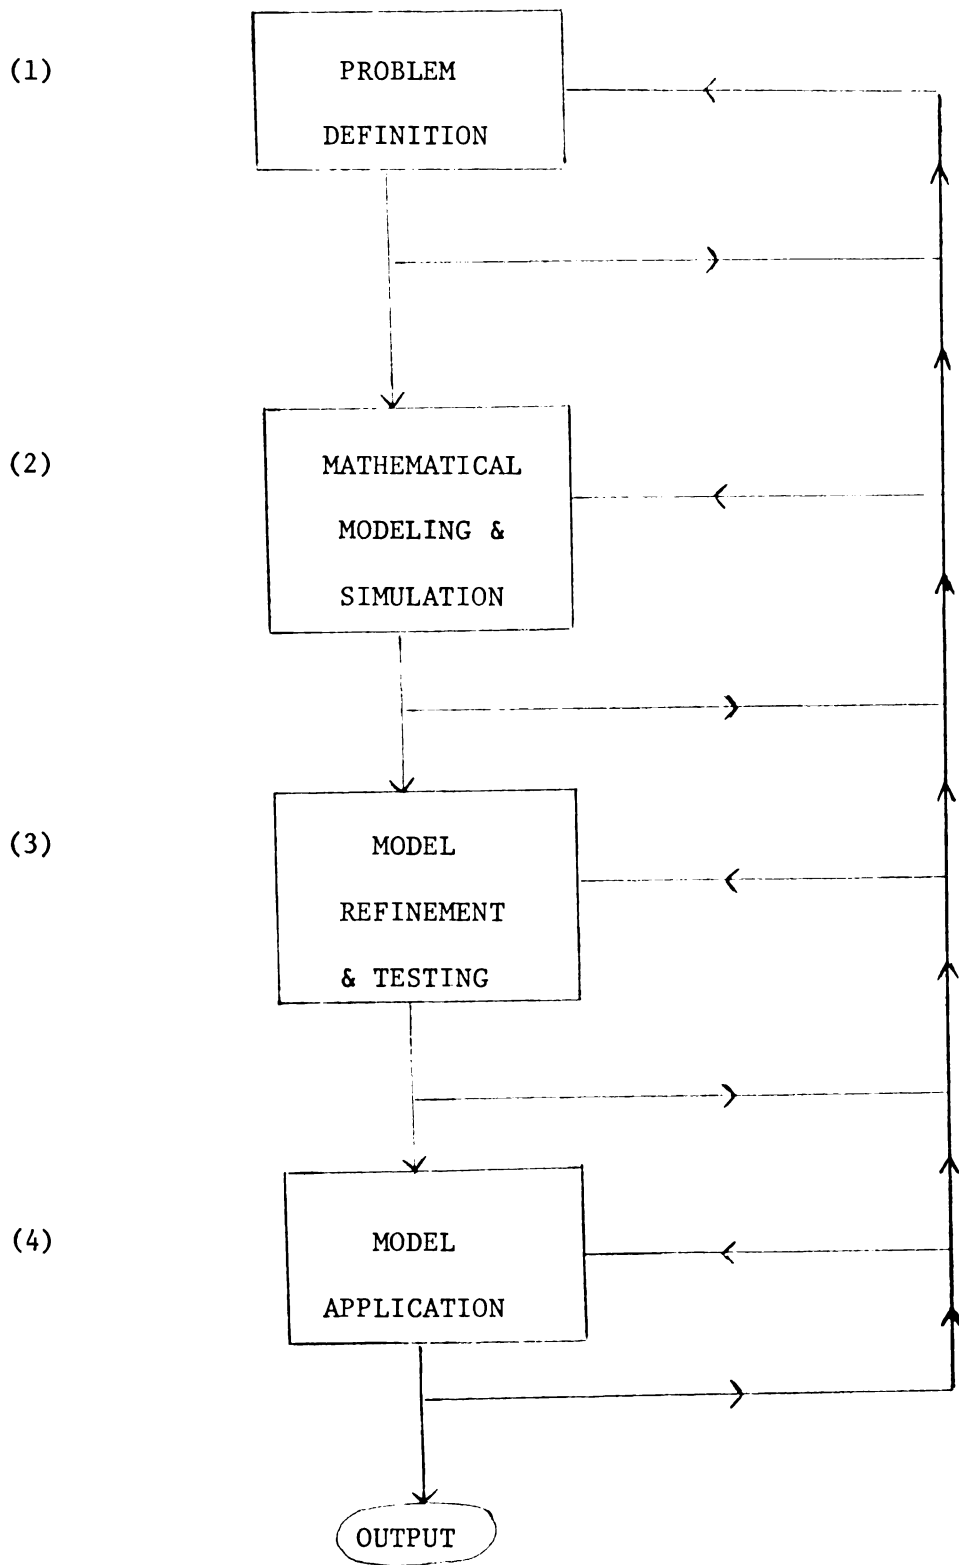 (1)
PROBLEM
DEFINITION
(2)
MATHEMATICAL
MODELING &
SIMULATION
(3)
MODEL
REFINEMENT
& TESTING
(4)
MODEL
APPLICATION
OUTPUT